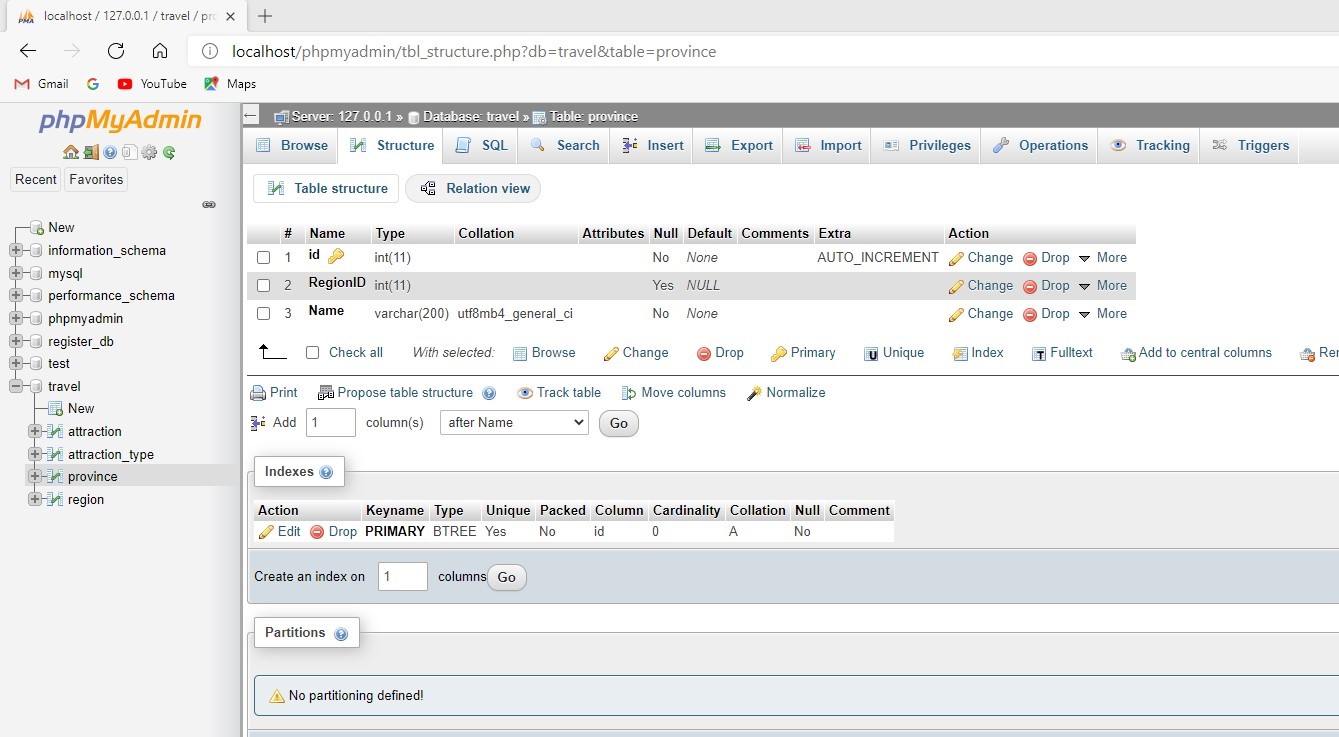 localhost / 127.0.0.1 / travel / pr
localhost/phpmyadmin/tbl_structure.php?db=travel&table=province
Gmail YouTube Maps
phpMyAdmin
Recent Favorites
New
information_schema
mysql
performance_schema
phpmyadmin
register_db
test
travel
New
attraction
attraction_type
province
region
Server: 127.0.0.1 » Database: travel » Table: province
Browse Structure SQL Search Insert Export Import Privileges Operations Tracking Triggers
Table structure Relation view
# Name Type Collation Attributes Null Default Comments Extra Action
1 id int(11) No None AUTO_INCREMENT Change Drop More
2 RegionID int(11) Yes NULL Change Drop More
3 Name varchar(200) utf8mb4_general_ci No None Change Drop More
Check all With selected: Browse Change Drop Primary Unique Index Fulltext Add to central columns Rer
Print Propose table structure Track table Move columns Normalize
Add 1 column(s) after Name Go
Indexes
Action Keyname Type Unique Packed Column Cardinality Collation Null Comment
Edit Drop PRIMARY BTREE Yes No id 0 A No
Create an index on 1 columns Go
Partitions
No partitioning defined!